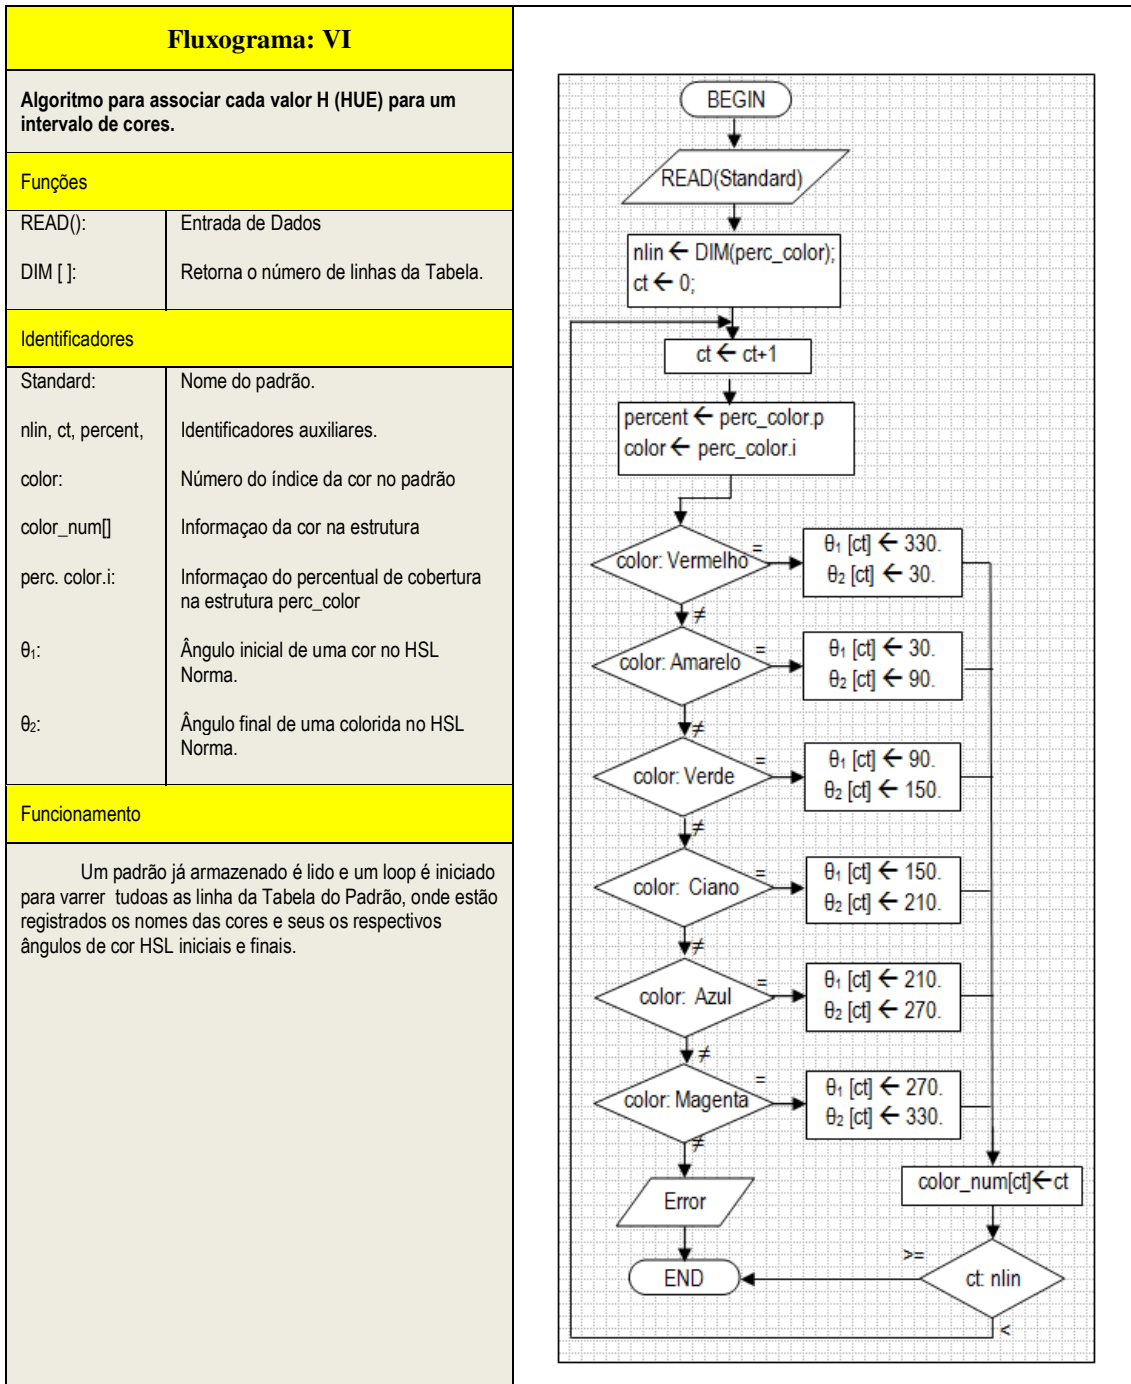 Fluxograma: VI
Algoritmo para associar cada valor H (HUE) para um
intervalo de cores.
Funções
READ(): Entrada de Dados
DIM [ ]: Retorna o número de linhas da Tabela.
Identificadores
Standard: Nome do padrão.
nlin, ct, percent, Identificadores auxiliares.
color: Número do índice da cor no padrão
color_num[] Informaçao da cor na estrutura
perc. color.i: Informaçao do percentual de cobertura
na estrutura perc_color
θ₁: Ângulo inicial de uma cor no HSL
Norma.
θ₂: Ângulo final de uma colorida no HSL
Norma.
Funcionamento
Um padrão já armazenado é lido e um loop é iniciado
para varrer tudoas as linha da Tabela do Padrão, onde estão
registrados os nomes das cores e seus os respectivos
ângulos de cor HSL iniciais e finais.
BEGIN
READ(Standard)
nlin ← DIM(perc_color);
ct ← 0;
ct ← ct+1
percent ← perc_color.p
color ← perc_color.i
color: Vermelho
=
θ₁ [ct] ← 330.
θ₂ [ct] ← 30.
≠
color: Amarelo
=
θ₁ [ct] ← 30.
θ₂ [ct] ← 90.
≠
color: Verde
=
θ₁ [ct] ← 90.
θ₂ [ct] ← 150.
≠
color: Ciano
=
θ₁ [ct] ← 150.
θ₂ [ct] ← 210.
≠
color: Azul
=
θ₁ [ct] ← 210.
θ₂ [ct] ← 270.
≠
color: Magenta
=
θ₁ [ct] ← 270.
θ₂ [ct] ← 330.
≠
color_num[ct]←ct
Error
>=
ct: nlin
END
<